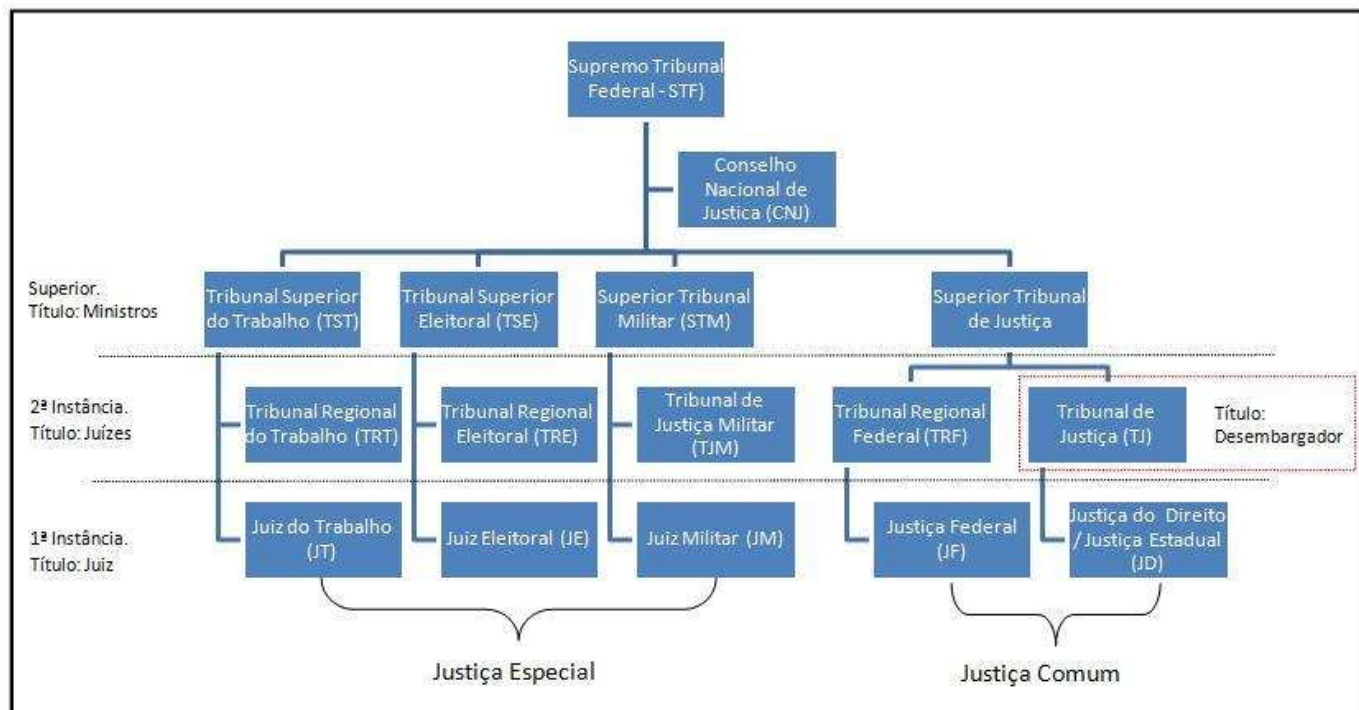 Supremo Tribunal
Federal - STF)
Conselho
Nacional de
Justica (CNJ)
Superior.
Título: Ministros
Tribunal Superior
do Trabalho (TST)
Tribunal Superior
Eleitoral (TSE)
Superior Tribunal
Militar (STM)
Superior Tribunal
de Justiça
2ª Instância.
Título: Juízes
Tribunal Regional
do Trabalho (TRT)
Tribunal Regional
Eleitoral (TRE)
Tribunal de
Justiça Militar
(TJM)
Tribunal Regional
Federal (TRF)
Tribunal de
Justiça (TJ)
Título:
Desembargador
1ª Instância.
Título: Juiz
Juiz do Trabalho
(JT)
Juiz Eleitoral (JE)
Juiz Militar (JM)
Justiça Federal
(JF)
Justiça do Direito
/ Justiça Estadual
(JD)
Justiça Especial
Justiça Comum